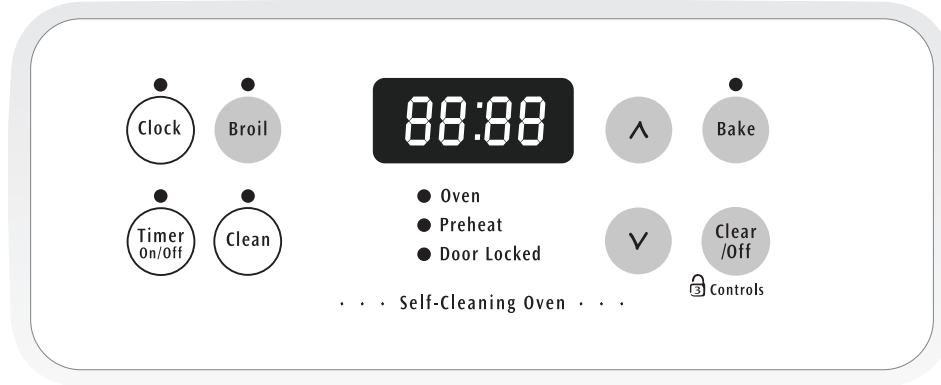 Clock
Broil
88:88
∧
Bake
Timer
On/Off
Clean
Oven
Preheat
Door Locked
∨
Clear
/Off
3 Controls
· · · Self-Cleaning Oven · · ·